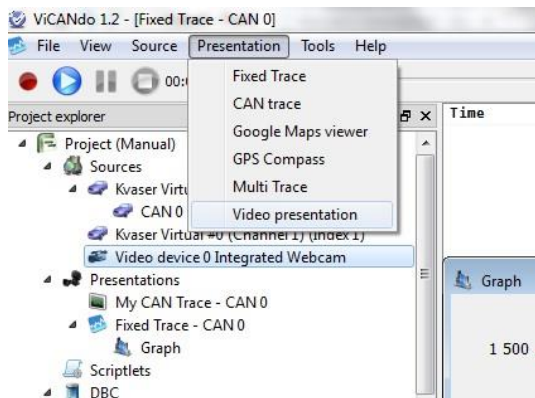 ViCANdo 1.2 - [Fixed Trace - CAN 0]
File View Source Presentation Tools Help
00:
Fixed Trace
CAN trace
Google Maps viewer
GPS Compass
Multi Trace
Video presentation
Project explorer
Project (Manual)
Sources
Kvaser Virtu
CAN 0
Kvaser Virtual #0 (Channel 1) (Index 1)
Video device 0 Integrated Webcam
Presentations
My CAN Trace - CAN 0
Fixed Trace - CAN 0
Graph
Scriptlets
DBC
Time
Graph
1 500